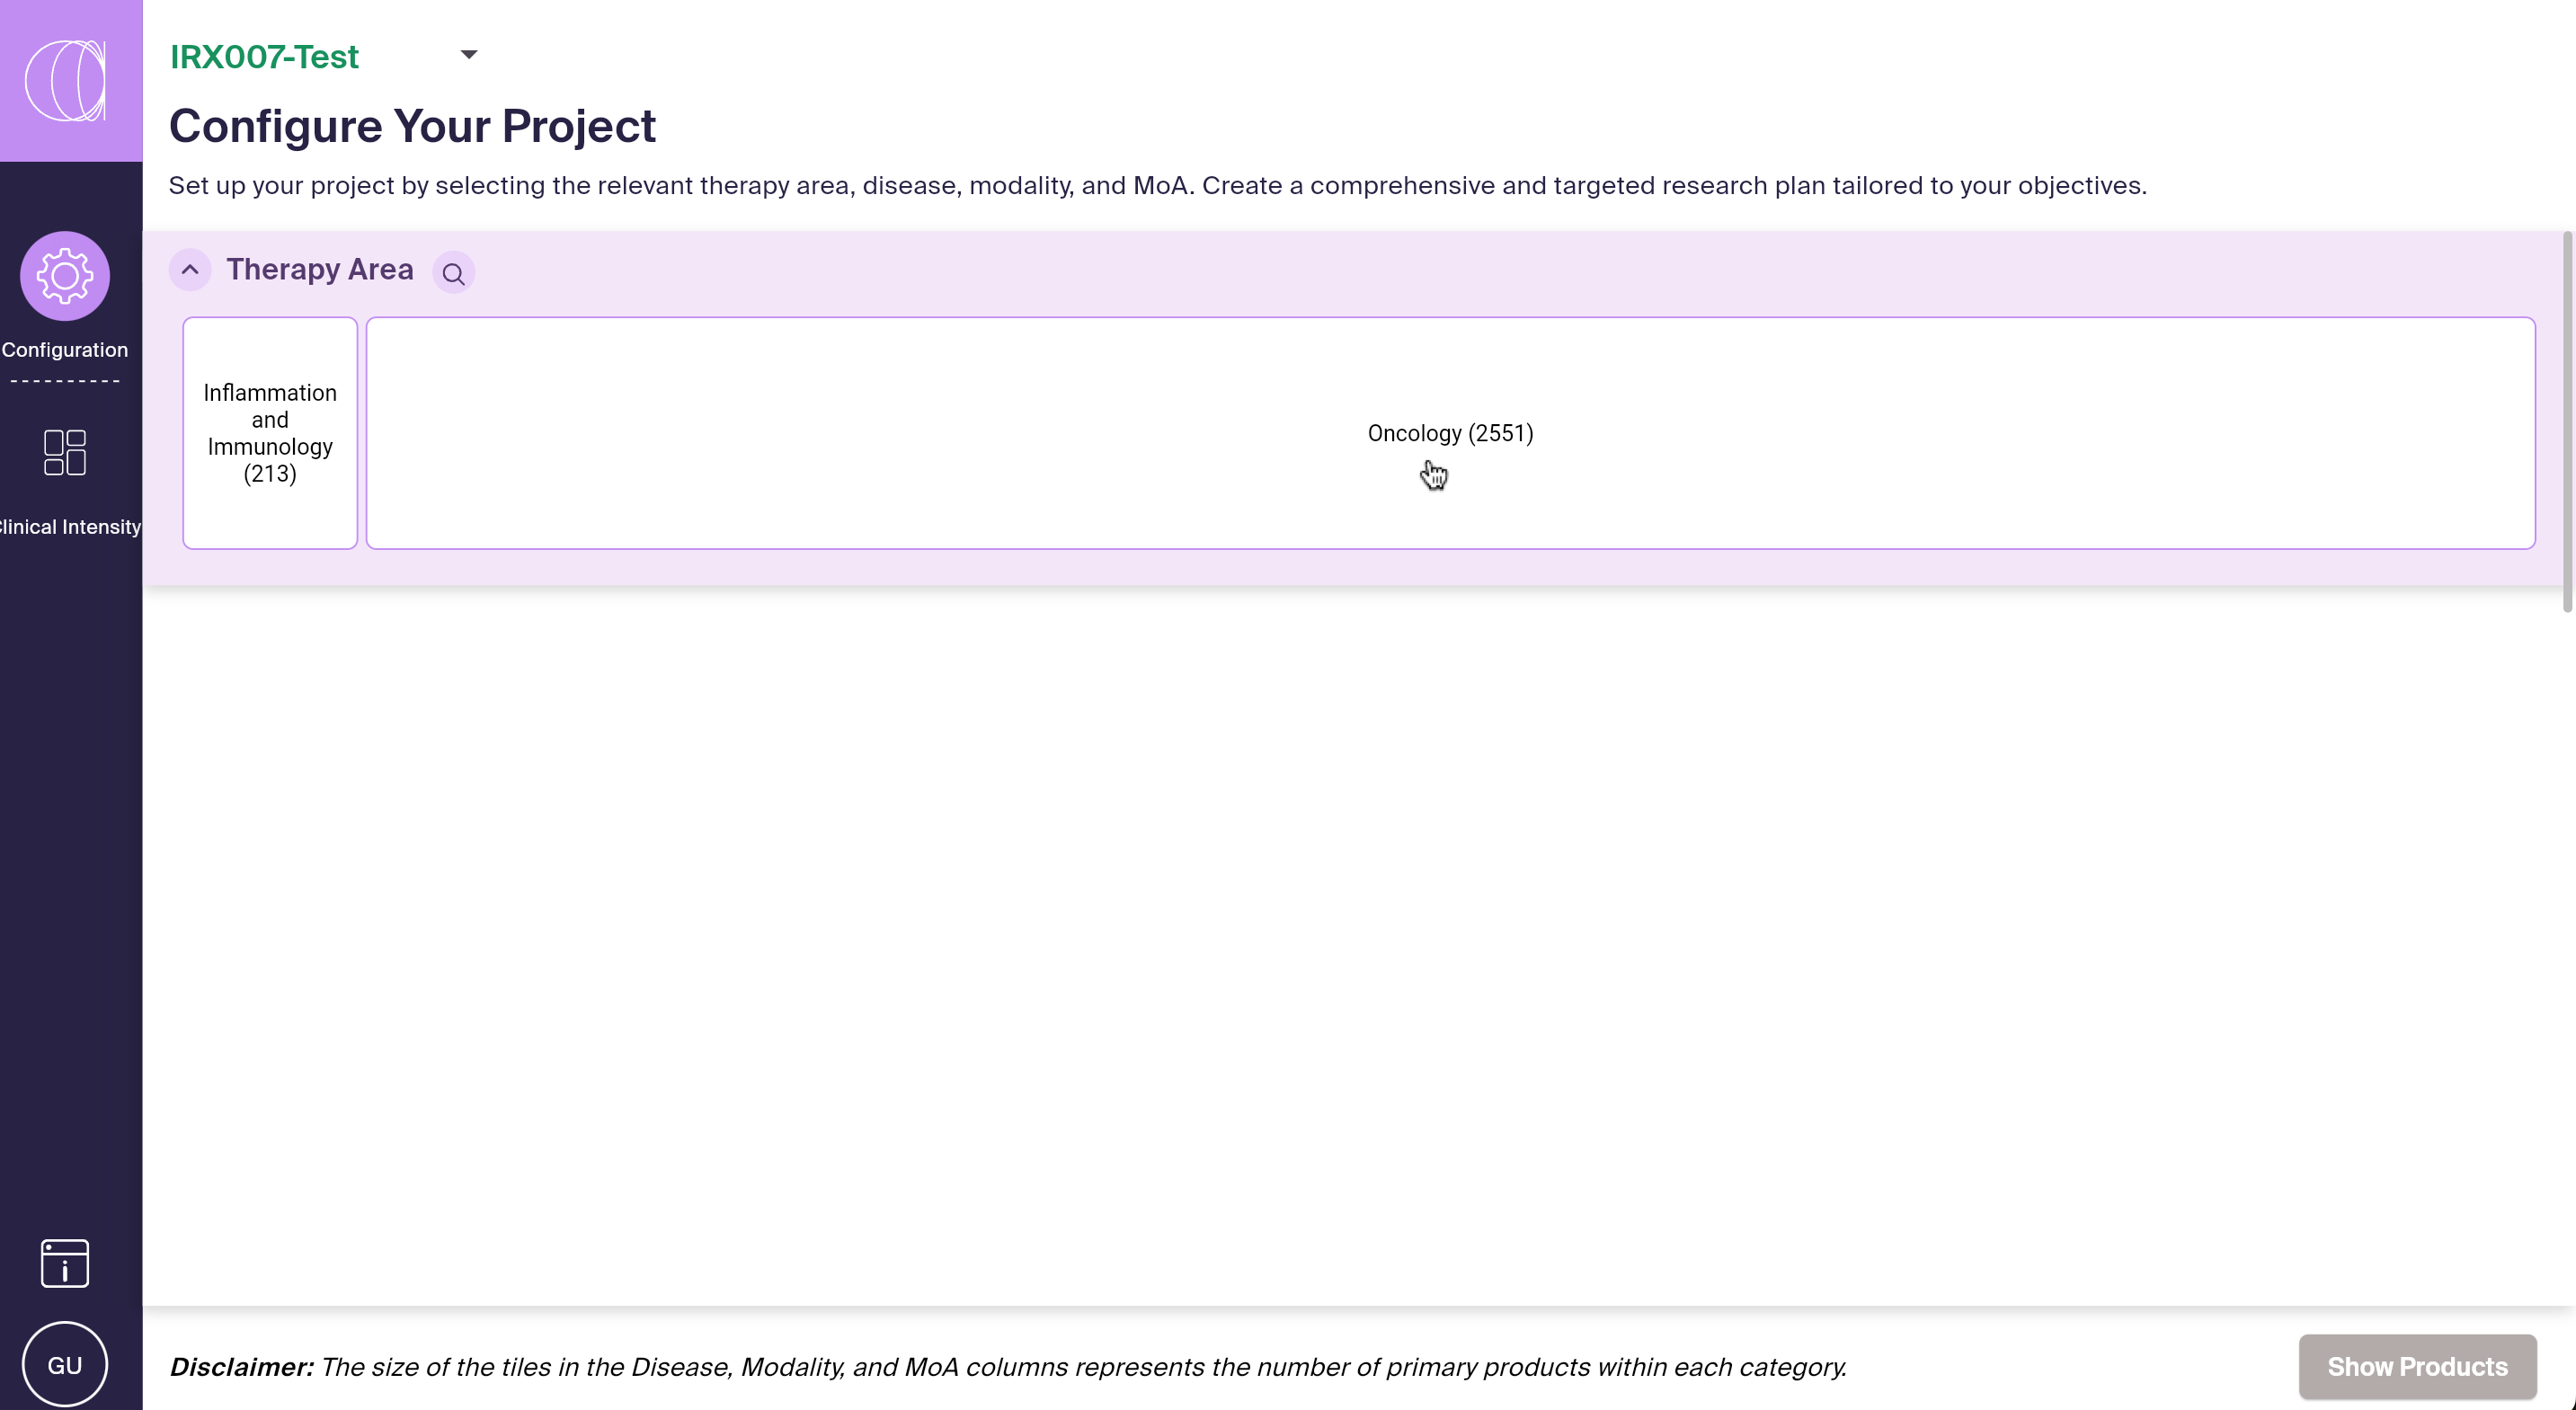 IRX007-Test
Configure Your Project
Set up your project by selecting the relevant therapy area, disease, modality, and MoA. Create a comprehensive and targeted research plan tailored to your objectives.
Therapy Area
Configuration
Inflammation
and
Immunology
(213)
Oncology (2551)
linical Intensity
GU
Disclaimer: The size of the tiles in the Disease, Modality, and MoA columns represents the number of primary products within each category.
Show Products